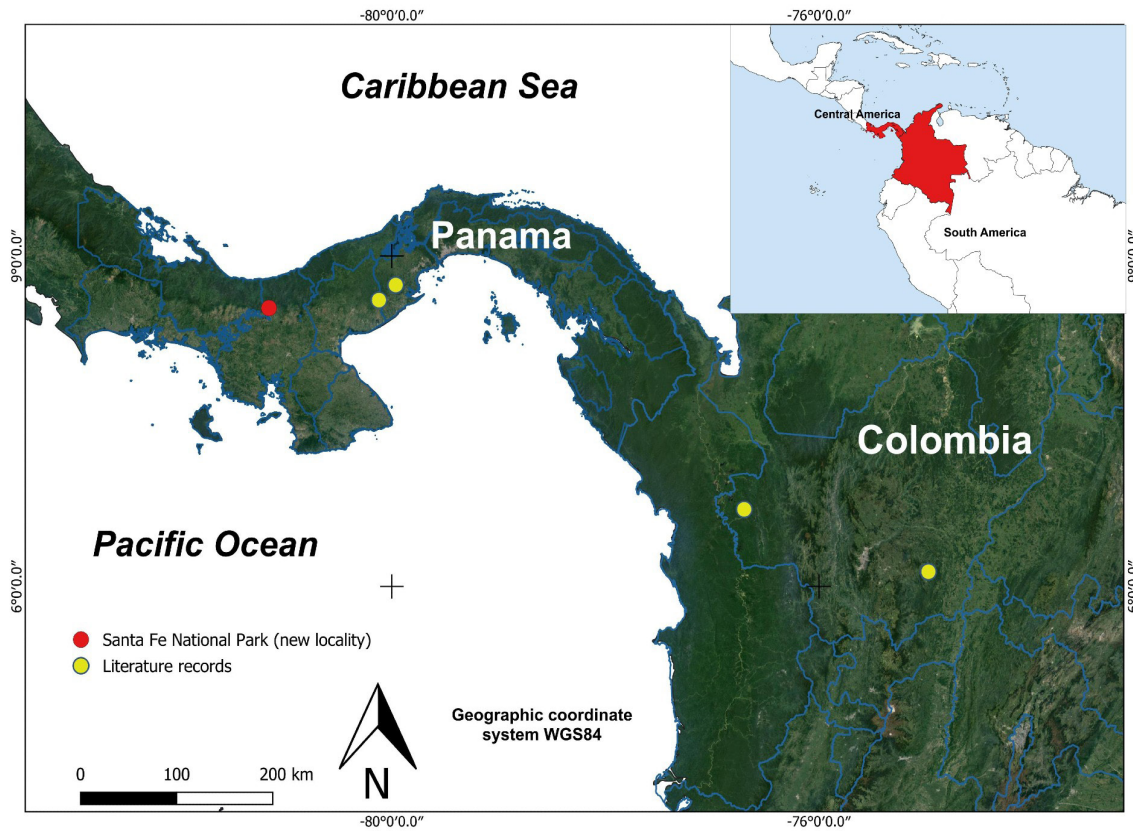 -80°0'0.0"
-76°0'0.0"
Caribbean Sea
Central America
South America
9°0'0.0"
9°0'0.0"
Panama
Colombia
Pacific Ocean
6°0'0.0"
6°0'0.0"
Santa Fe National Park (new locality)
Literature records
Geographic coordinate
system WGS84
0 100 200 km
N
-80°0'0.0"
-76°0'0.0"